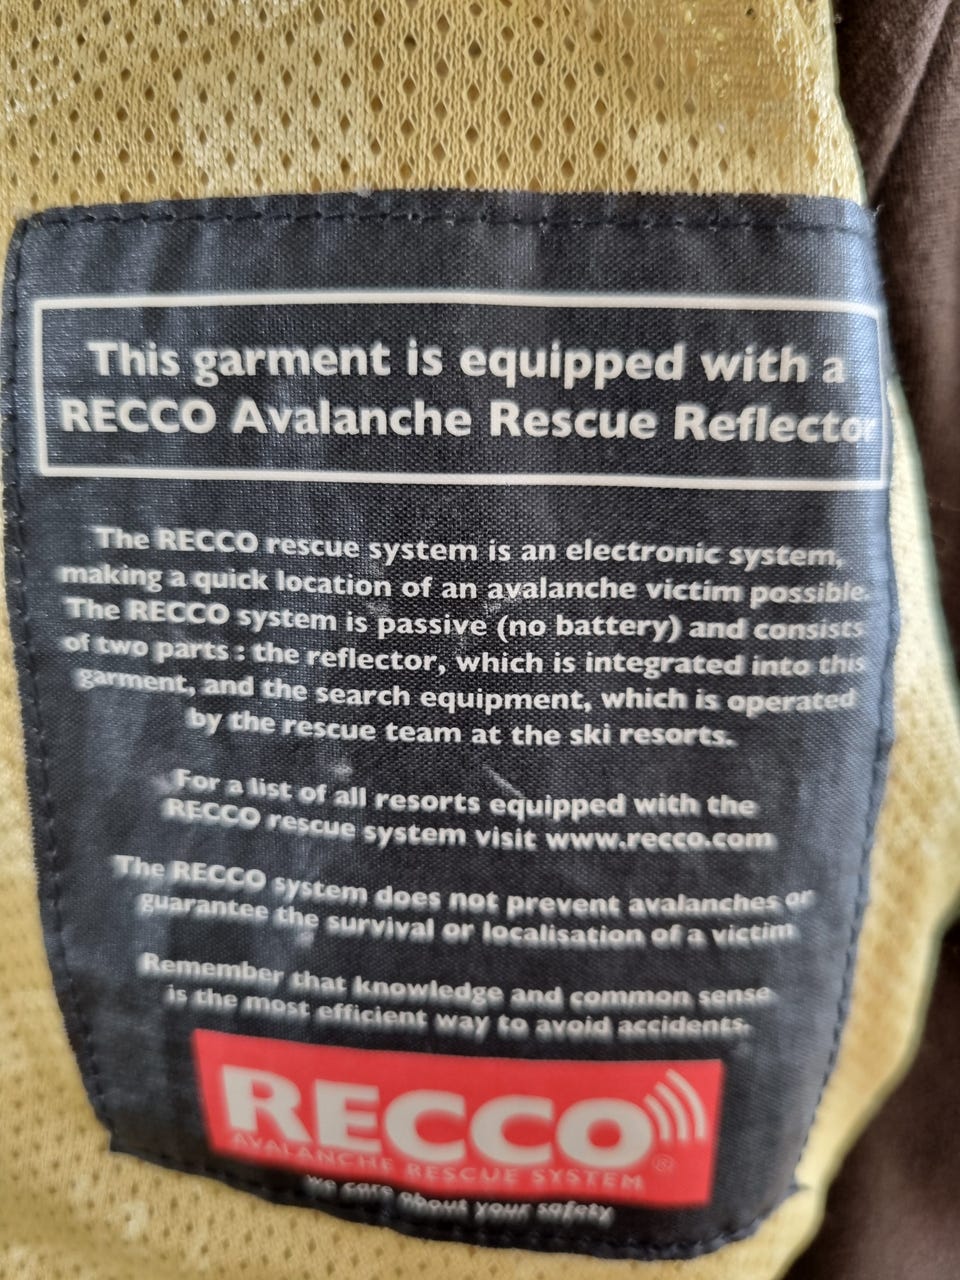 This garment is equipped with a
RECCO Avalanche Rescue Reflector
The RECCO rescue system is an electronic system,
making a quick location of an avalanche victim possible.
The RECCO system is passive (no battery) and consists
of two parts : the reflector, which is integrated into this
garment, and the search equipment, which is operated
by the rescue team at the ski resorts.
For a list of all resorts equipped with the
RECCO rescue system visit www.recco.com
The RECCO system does not prevent avalanches or
guarantee the survival or localisation of a victim
Remember that knowledge and common sense
is the most efficient way to avoid accidents.
RECCO®
AVALANCHE RESCUE SYSTEM
we care about your safety